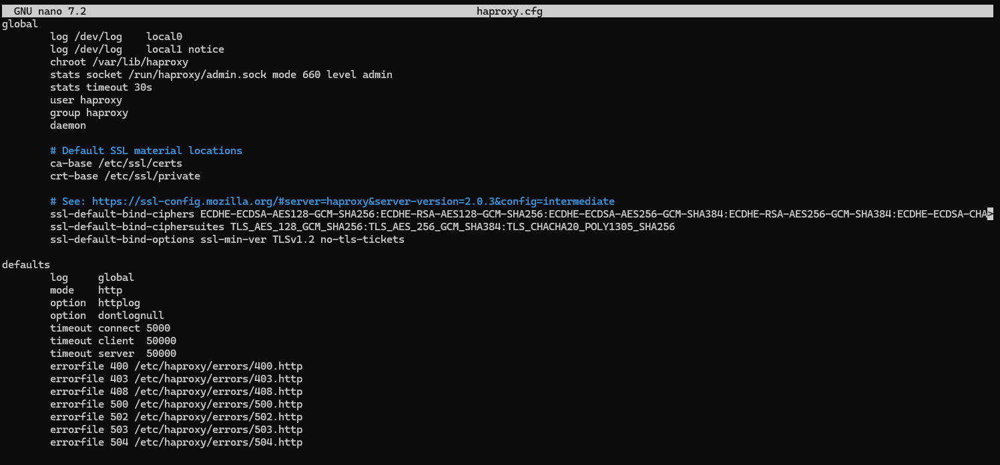 GNU nano 7.2 haproxy.cfg
global
log /dev/log local0
log /dev/log local1 notice
chroot /var/lib/haproxy
stats socket /run/haproxy/admin.sock mode 660 level admin
stats timeout 30s
user haproxy
group haproxy
daemon
# Default SSL material locations
ca-base /etc/ssl/certs
crt-base /etc/ssl/private
# See: https://ssl-config.mozilla.org/#server=haproxy&server-version=2.0.3&config=intermediate
ssl-default-bind-ciphers ECDHE-ECDSA-AES128-GCM-SHA256:ECDHE-RSA-AES128-GCM-SHA256:ECDHE-ECDSA-AES256-GCM-SHA384:ECDHE-RSA-AES256-GCM-SHA384:ECDHE-ECDSA-CHA>
ssl-default-bind-ciphersuites TLS_AES_128_GCM_SHA256:TLS_AES_256_GCM_SHA384:TLS_CHACHA20_POLY1305_SHA256
ssl-default-bind-options ssl-min-ver TLSv1.2 no-tls-tickets
defaults
log global
mode http
option httplog
option dontlognull
timeout connect 5000
timeout client 50000
timeout server 50000
errorfile 400 /etc/haproxy/errors/400.http
errorfile 403 /etc/haproxy/errors/403.http
errorfile 408 /etc/haproxy/errors/408.http
errorfile 500 /etc/haproxy/errors/500.http
errorfile 502 /etc/haproxy/errors/502.http
errorfile 503 /etc/haproxy/errors/503.http
errorfile 504 /etc/haproxy/errors/504.http